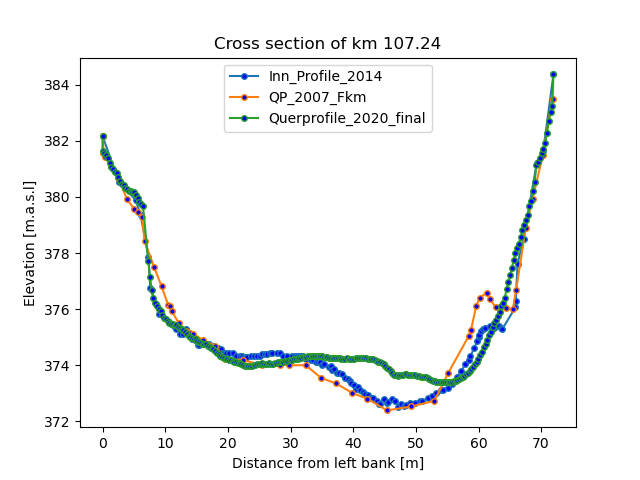 Cross section of km 107.24
Inn_Profile_2014
QP_2007_Fkm
Querprofile_2020_final
Elevation [m.a.s.l]
384
382
380
378
376
374
372
0 10 20 30 40 50 60 70
Distance from left bank [m]